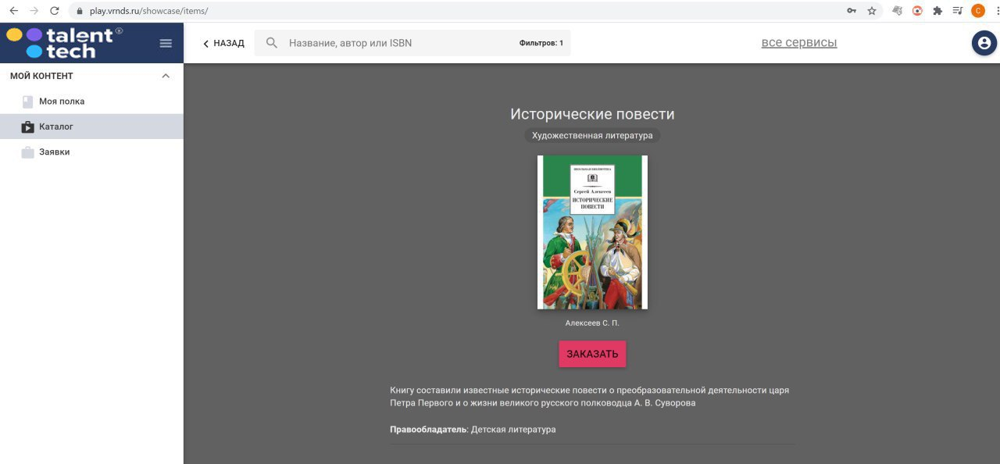 play.vrnds.ru/showcase/items/
C
talent®
tech
НАЗАД
Название, автор или ISBN
Фильтров: 1
все сервисы
МОЙ КОНТЕНТ
Моя полка
Каталог
Заявки
Исторические повести
Художественная литература
ШКОЛЬНАЯ БИБЛИОТЕКА
Сергей Алексеев
ИСТОРИЧЕСКИЕ
ПОВЕСТИ
Алексеев С. П.
ЗАКАЗАТЬ
Книгу составили известные исторические повести о преобразовательной деятельности царя
Петра Первого и о жизни великого русского полководца А. В. Суворова
Правообладатель: Детская литература